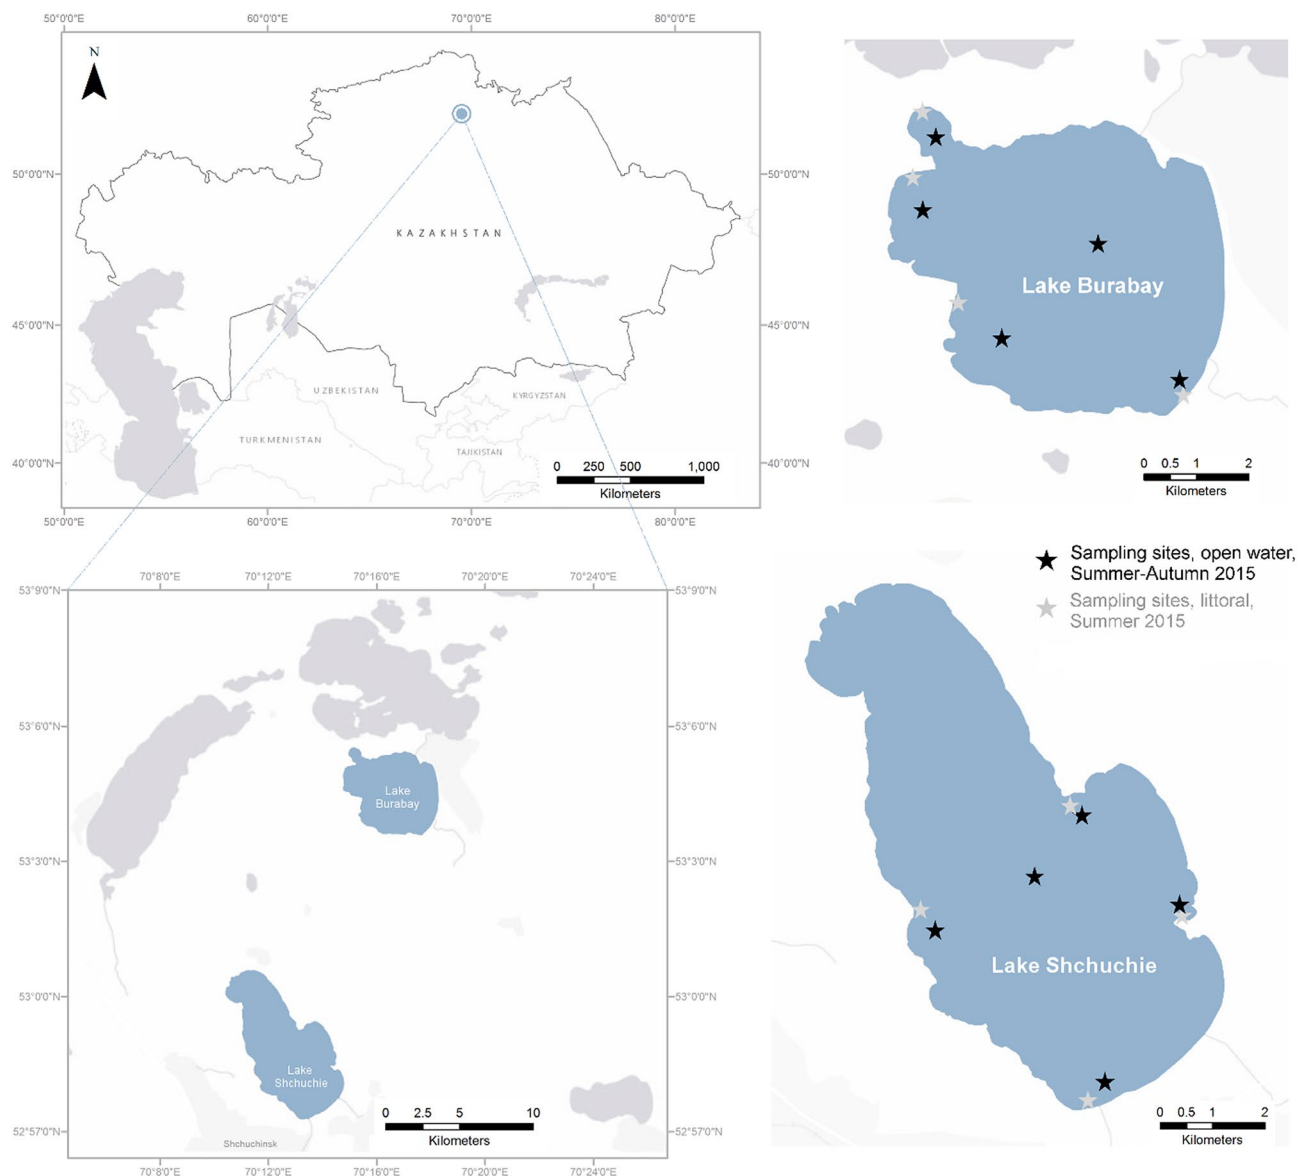 50°0'0"E 60°0'0"E 70°0'0"E 80°0'0"E
N
50°0'0"N 50°0'0"N
KAZAKHSTAN
45°0'0"N 45°0'0"N
UZBEKISTAN
KYRGYZSTAN
TURKMENISTAN
TAJIKISTAN
40°0'0"N 40°0'0"N
0 250 500 1,000
Kilometers
50°0'0"E 60°0'0"E 70°0'0"E 80°0'0"E
Lake Burabay
0 0.5 1 2
Kilometers
70°8'0"E 70°12'0"E 70°16'0"E 70°20'0"E 70°24'0"E
53°9'0"N 53°9'0"N
53°6'0"N 53°6'0"N
Lake
Burabay
53°3'0"N 53°3'0"N
53°0'0"N 53°0'0"N
Lake
Shchuchie
0 2.5 5 10
Kilometers
52°57'0"N 52°57'0"N
Shchuchinsk
70°8'0"E 70°12'0"E 70°16'0"E 70°20'0"E 70°24'0"E
Sampling sites, open water,
Summer-Autumn 2015
Sampling sites, littoral,
Summer 2015
Lake Shchuchie
0 0.5 1 2
Kilometers